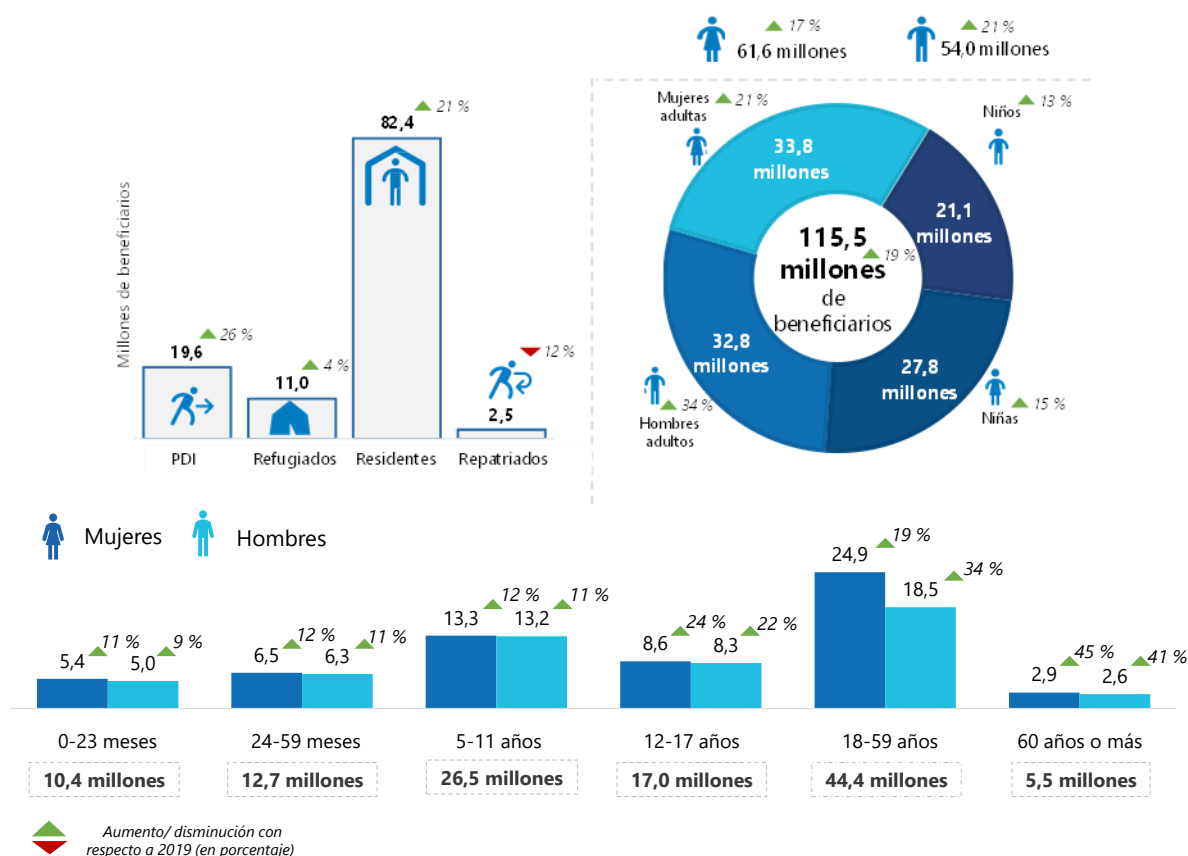 17 %
61,6 millones
21 %
54,0 millones
Millones de beneficiarios
19,6
26 %
11,0
4 %
82,4
21 %
2,5
12 %
PDI
Refugiados
Residentes
Repatriados
Mujeres
adultas
21 %
33,8
millones
Niños
13 %
21,1
millones
115,5
millones
19 %
de
beneficiarios
32,8
millones
Hombres
adultos
34 %
27,8
millones
Niñas
15 %
Mujeres
Hombres
5,4
11 %
5,0
9 %
6,5
12 %
6,3
11 %
13,3
12 %
13,2
11 %
8,6
24 %
8,3
22 %
24,9
19 %
18,5
34 %
2,9
45 %
2,6
41 %
0-23 meses
24-59 meses
5-11 años
12-17 años
18-59 años
60 años o más
10,4 millones
12,7 millones
26,5 millones
17,0 millones
44,4 millones
5,5 millones
Aumento/ disminución con
respecto a 2019 (en porcentaje)